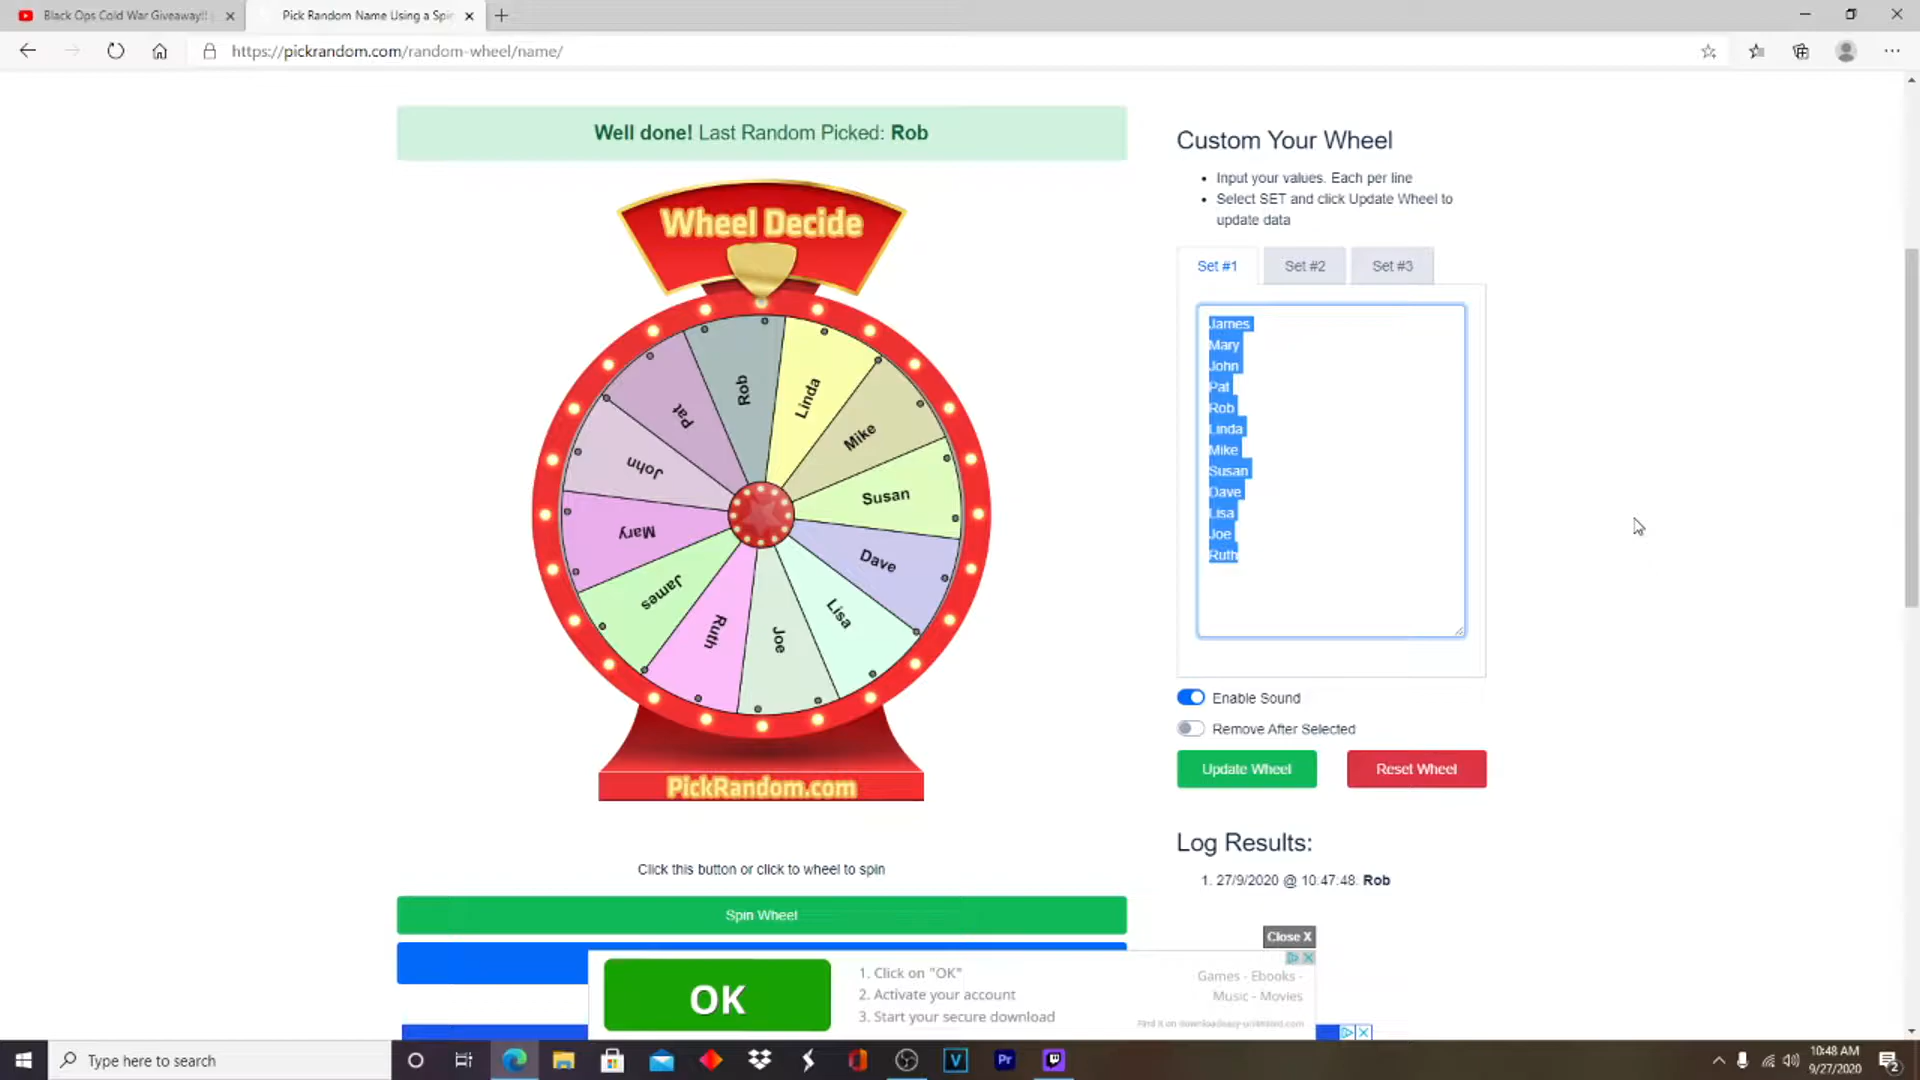 Black Ops Cold War Giveaway!!
Pick Random Name Using a Spi
https://pickrandom.com/random-wheel/name/
Well done! Last Random Picked: Rob
Wheel Decide
Rob
Linda
Mike
Susan
Dave
Lisa
Joe
Ruth
James
Mary
John
Pat
PickRandom.com
Click this button or click to wheel to spin
Spin Wheel
Custom Your Wheel
Input your values. Each per line
Select SET and click Update Wheel to
update data
Set #1 Set #2 Set #3
James
Mary
John
Pat
Rob
Linda
Mike
Susan
Dave
Lisa
Joe
Ruth
Enable Sound
Remove After Selected
Update Wheel Reset Wheel
Log Results:
1. 27/9/2020 @ 10:47:48. Rob
Close X
OK
1. Click on "OK"
2. Activate your account
3. Start your secure download
Games - Ebooks -
Music - Movies
Type here to search
10:48 AM
9/27/2020
2